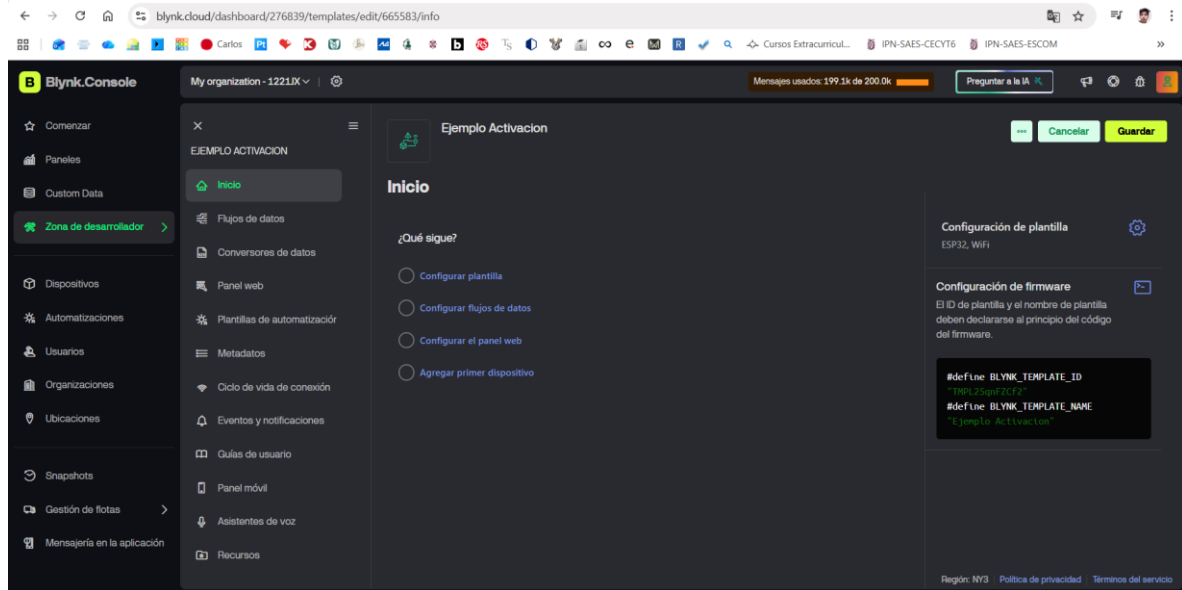 blynk.cloud/dashboard/276839/templates/edit/665583/info
Carlos
Cursos Extracurricul...
IPN-SAES-CECYT6
IPN-SAES-ESCOM
B Blynk.Console
My organization - 1221JX
Mensajes usados: 199.1k de 200.0k
Preguntar a la IA
Comenzar
Paneles
Custom Data
Zona de desarrollador
Dispositivos
Automatizaciones
Usuarios
Organizaciones
Ubicaciones
Snapshots
Gestión de flotas
Mensajería en la aplicación
EJEMPLO ACTIVACION
Inicio
Flujos de datos
Conversores de datos
Panel web
Plantillas de automatizaciór
Metadatos
Ciclo de vida de conexión
Eventos y notificaciones
Guías de usuario
Panel móvil
Asistentes de voz
Recursos
Ejemplo Activacion
Cancelar
Guardar
Inicio
¿Qué sigue?
Configurar plantilla
Configurar flujos de datos
Configurar el panel web
Agregar primer dispositivo
Configuración de plantilla
ESP32, WiFi
Configuración de firmware
El ID de plantilla y el nombre de plantilla
deben declararse al principio del código
del firmware.
#define BLYNK_TEMPLATE_ID
"TMPL25qnFZCf2"
#define BLYNK_TEMPLATE_NAME
"Ejemplo Activacion"
Región: NY3
Política de privacidad
Términos del servicio